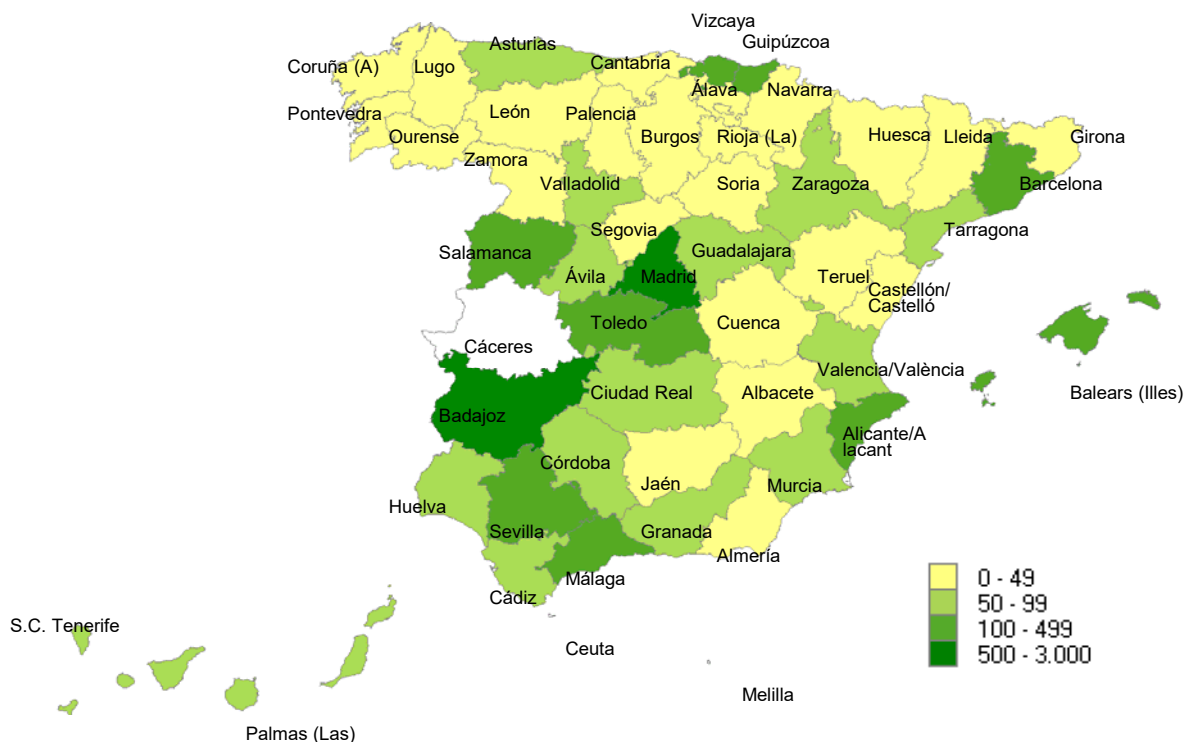 Vizcaya
Guipúzcoa
Asturias
Cantabria
Coruña (A)
Lugo
Álava
Navarra
Pontevedra
León
Palencia
Ourense
Burgos
Rioja (La)
Huesca
Lleida
Girona
Zamora
Valladolid
Soria
Zaragoza
Barcelona
Segovia
Tarragona
Salamanca
Guadalajara
Ávila
Madrid
Teruel
Castellón/
Castelló
Toledo
Cuenca
Cáceres
Valencia/València
Ciudad Real
Albacete
Balears (Illes)
Badajoz
Alicante/A
lacant
Córdoba
Jaén
Murcia
Huelva
Sevilla
Granada
Almería
Málaga
Cádiz
0 - 49
50 - 99
100 - 499
500 - 3.000
S.C. Tenerife
Ceuta
Melilla
Palmas (Las)